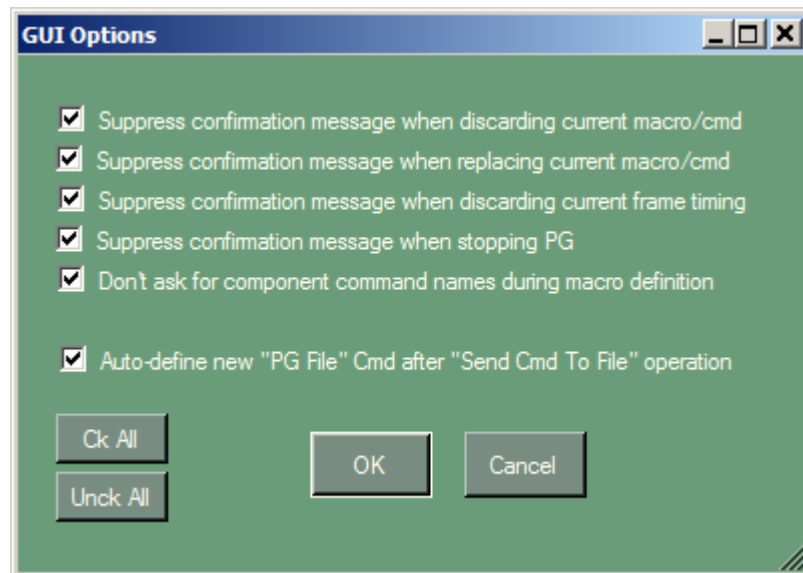 GUI Options
Suppress confirmation message when discarding current macro/cmd
Suppress confirmation message when replacing current macro/cmd
Suppress confirmation message when discarding current frame timing
Suppress confirmation message when stopping PG
Don't ask for component command names during macro definition
Auto-define new "PG File" Cmd after "Send Cmd To File" operation
Ck All
OK
Cancel
Unck All